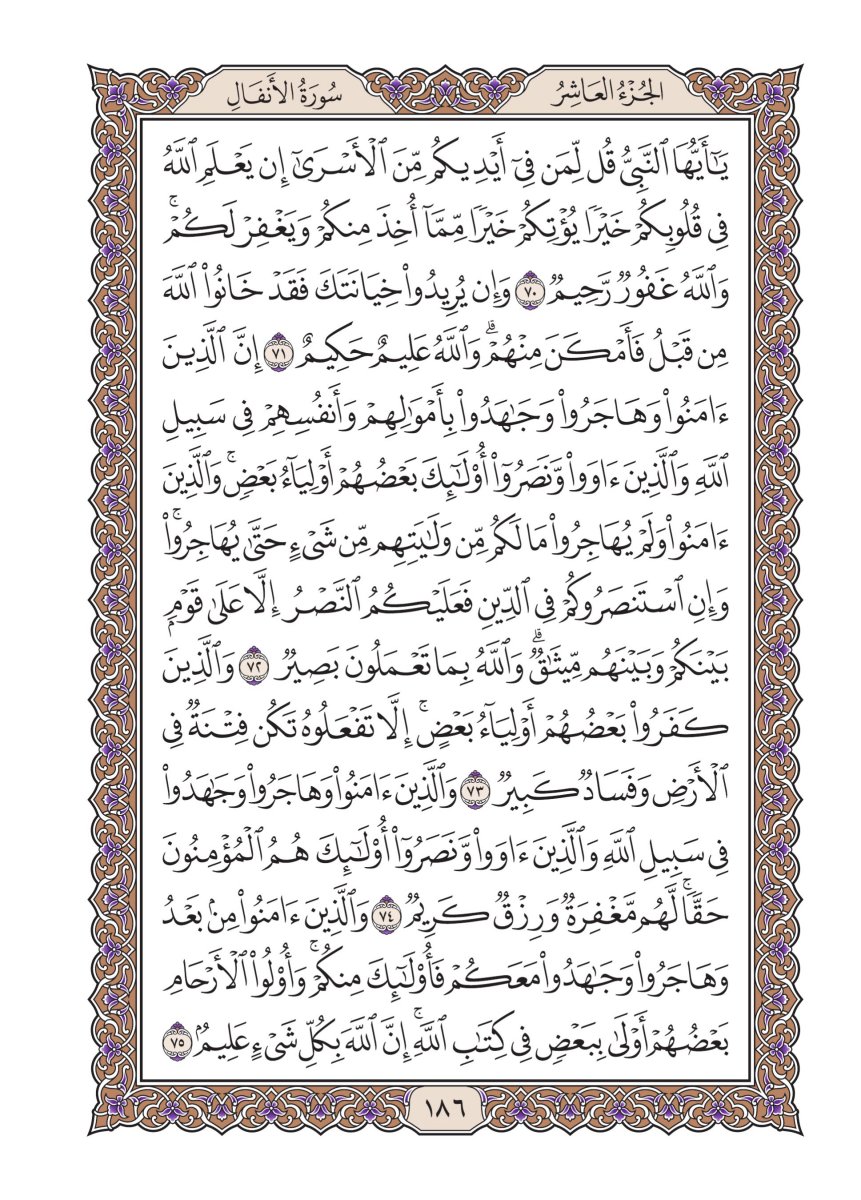 الجُزْءُ العَاشِرُ
سُورَةُ الأَنفَالِ
يَـٰٓأَيُّهَا ٱلنَّبِيُّ قُل لِّمَن فِيٓ أَيۡدِيكُم مِّنَ ٱلۡأَسۡرَىٰٓ إِن يَعۡلَمِ ٱللَّهُ
فِي قُلُوبِكُمۡ خَيۡرٗا يُؤۡتِكُمۡ خَيۡرٗا مِّمَّآ أُخِذَ مِنكُمۡ وَيَغۡفِرۡ لَكُمۡۚ
وَٱللَّهُ غَفُورٞ رَّحِيمٞ ٧٠ وَإِن يُرِيدُواْ خِيَانَتَكَ فَقَدۡ خَانُواْ ٱللَّهَ
مِن قَبۡلُ فَأَمۡكَنَ مِنۡهُمۡۗ وَٱللَّهُ عَلِيمٌ حَكِيمٌ ٧١ إِنَّ ٱلَّذِينَ
ءَامَنُواْ وَهَاجَرُواْ وَجَٰهَدُواْ بِأَمۡوَٰلِهِمۡ وَأَنفُسِهِمۡ فِي سَبِيلِ
ٱللَّهِ وَٱلَّذِينَ ءَاوَواْ وَّنَصَرُوٓاْ أُوْلَٰٓئِكَ بَعۡضُهُمۡ أَوۡلِيَآءُ بَعۡضٖۚ وَٱلَّذِينَ
ءَامَنُواْ وَلَمۡ يُهَاجِرُواْ مَا لَكُم مِّن وَلَٰيَتِهِم مِّن شَيۡءٍ حَتَّىٰ يُهَاجِرُواْۚ
وَإِنِ ٱسۡتَنصَرُوكُمۡ فِي ٱلدِّينِ فَعَلَيۡكُمُ ٱلنَّصۡرُ إِلَّا عَلَىٰ قَوۡمِۭ
بَيۡنَكُمۡ وَبَيۡنَهُم مِّيثَٰقٞۗ وَٱللَّهُ بِمَا تَعۡمَلُونَ بَصِيرٞ ٧٢ وَٱلَّذِينَ
كَفَرُواْ بَعۡضُهُمۡ أَوۡلِيَآءُ بَعۡضٍۚ إِلَّا تَفۡعَلُوهُ تَكُن فِتۡنَةٞ فِي
ٱلۡأَرۡضِ وَفَسَادٞ كَبِيرٞ ٧٣ وَٱلَّذِينَ ءَامَنُواْ وَهَاجَرُواْ وَجَٰهَدُواْ
فِي سَبِيلِ ٱللَّهِ وَٱلَّذِينَ ءَاوَواْ وَّنَصَرُوٓاْ أُوْلَٰٓئِكَ هُمُ ٱلۡمُؤۡمِنُونَ
حَقّٗاۚ لَّهُم مَّغۡفِرَةٞ وَرِزۡقٞ كَرِيمٞ ٧٤ وَٱلَّذِينَ ءَامَنُواْ مِنۢ بَعۡدُ
وَهَاجَرُواْ وَجَٰهَدُواْ مَعَكُمۡ فَأُوْلَٰٓئِكَ مِنكُمۡۚ وَأُوْلُواْ ٱلۡأَرۡحَامِ
بَعۡضُهُمۡ أَوۡلَىٰ بِبَعۡضٖ فِي كِتَٰبِ ٱللَّهِۚ إِنَّ ٱللَّهَ بِكُلِّ شَيۡءٍ عَلِيمُۢ ٧٥
١٨٦